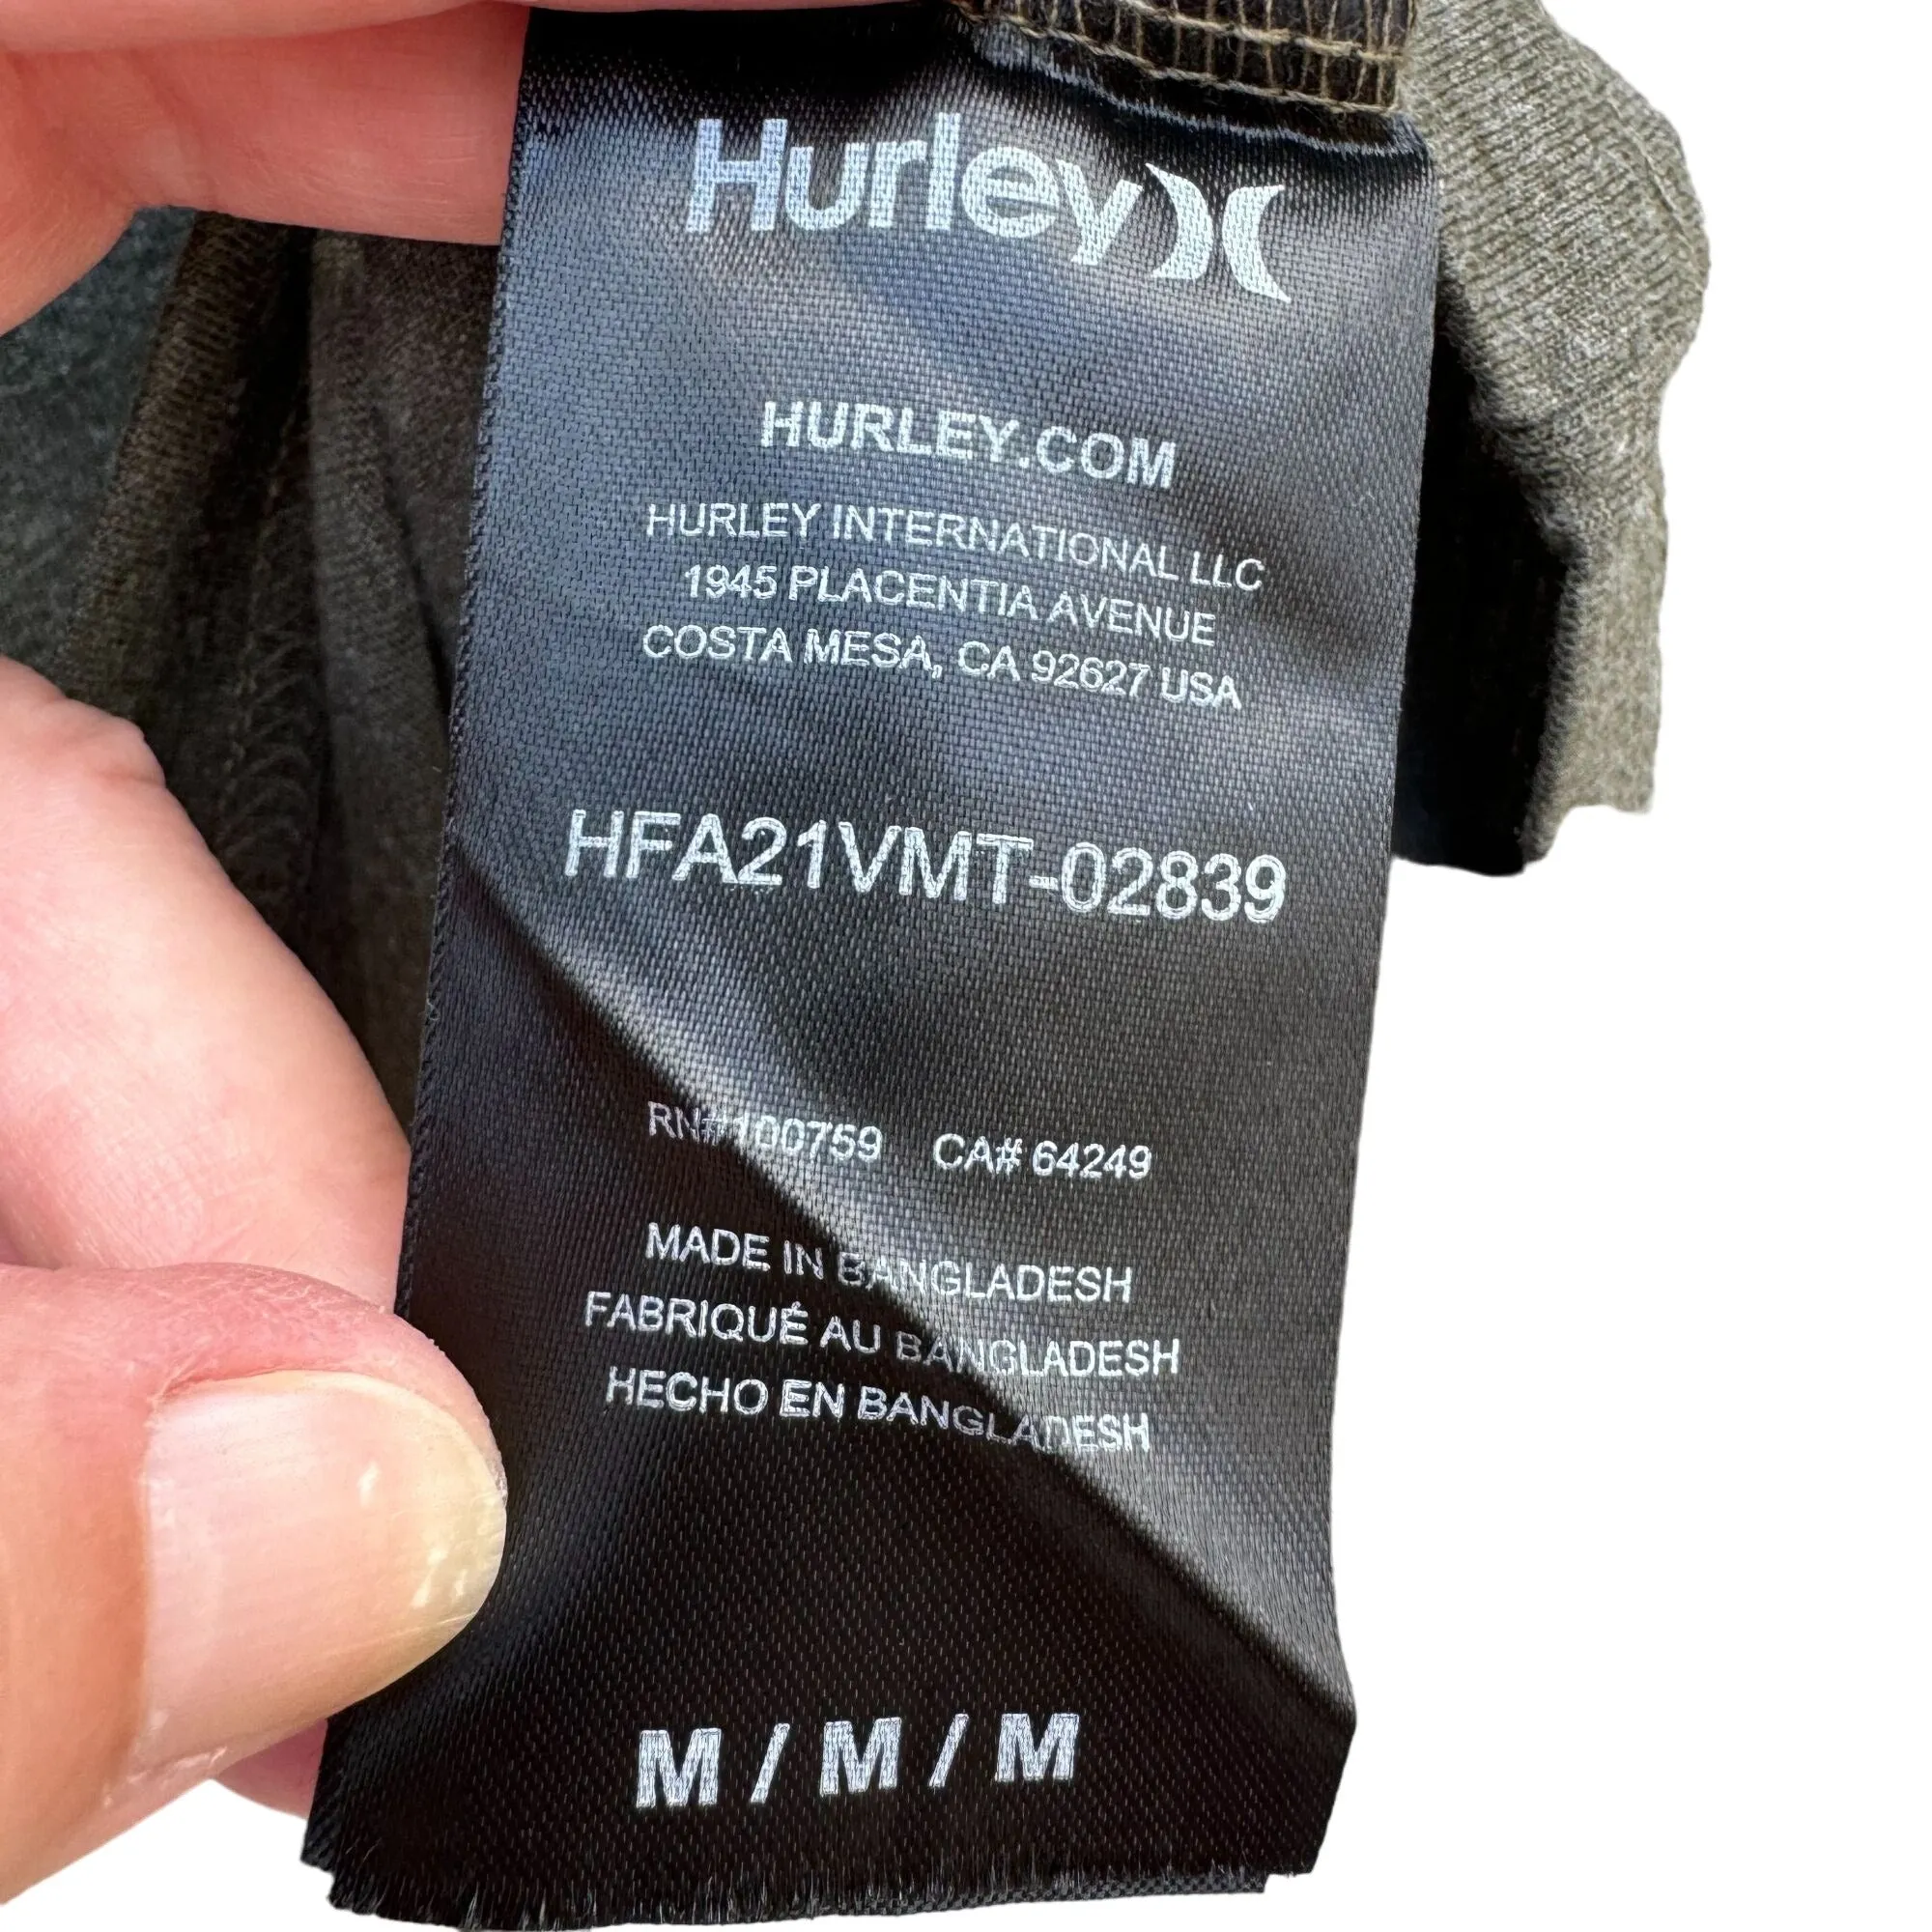 Hurley
HURLEY.COM
HURLEY INTERNATIONAL LLC
1945 PLACENTIA AVENUE
COSTA MESA, CA 92627 USA
HFA21VMT-02839
RN#100759 CA# 64249
MADE IN BANGLADESH
FABRIQUÉ AU BANGLADESH
HECHO EN BANGLADESH
M / M / M